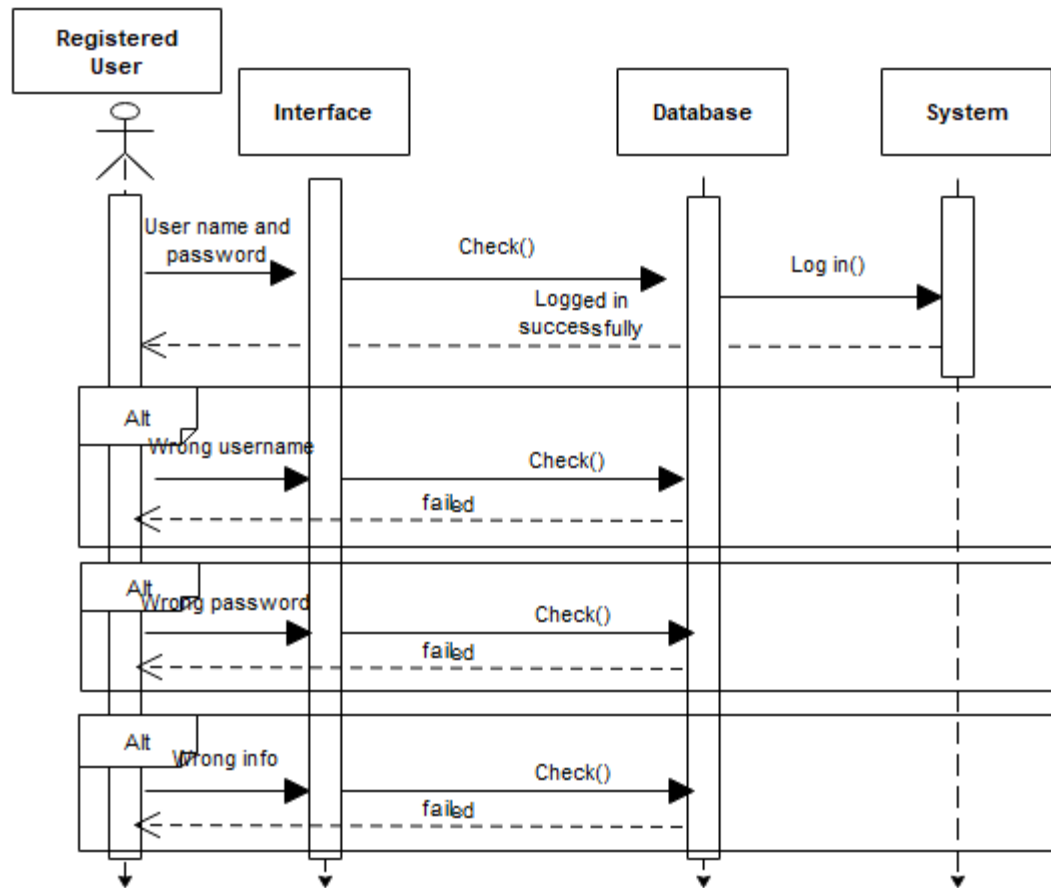 Registered
User
Interface
Database
System
User name and
password
Check()
Log in()
Logged in
successfully
Alt
Wrong username
Check()
failed
Alt
Wrong password
Check()
failed
Alt
Wrong info
Check()
failed